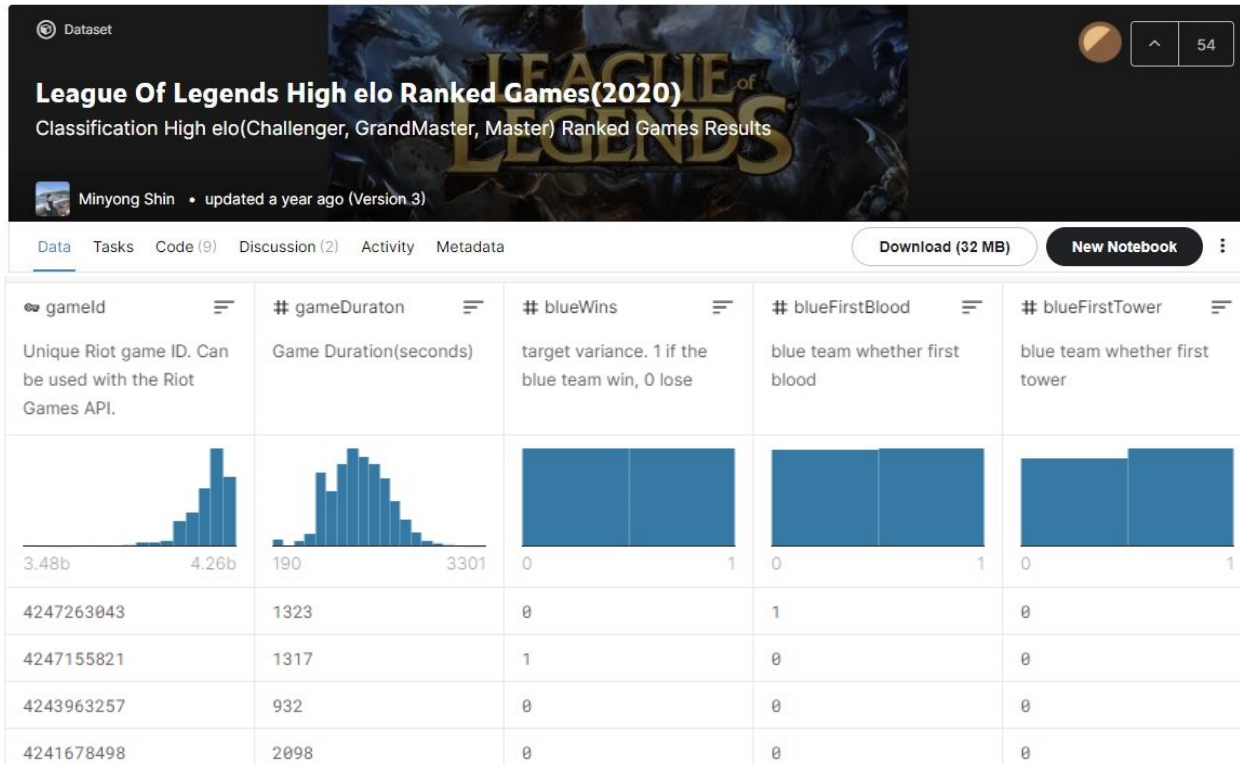 Dataset
54
LEAGUE of
LEGENDS
League Of Legends High elo Ranked Games(2020)
Classification High elo(Challenger, GrandMaster, Master) Ranked Games Results
Minyong Shin • updated a year ago (Version 3)
Data Tasks Code (9) Discussion (2) Activity Metadata Download (32 MB) New Notebook
gameId # gameDuraton # blueWins # blueFirstBlood # blueFirstTower
Unique Riot game ID. Can Game Duration(seconds) target variance. 1 if the blue team whether first blue team whether first
be used with the Riot blue team win, 0 lose blood tower
Games API.
3.48b 4.26b 190 3301 0 1 0 1 0 1
4247263043 1323 0 1 0
4247155821 1317 1 0 0
4243963257 932 0 0 0
4241678498 2098 0 0 0